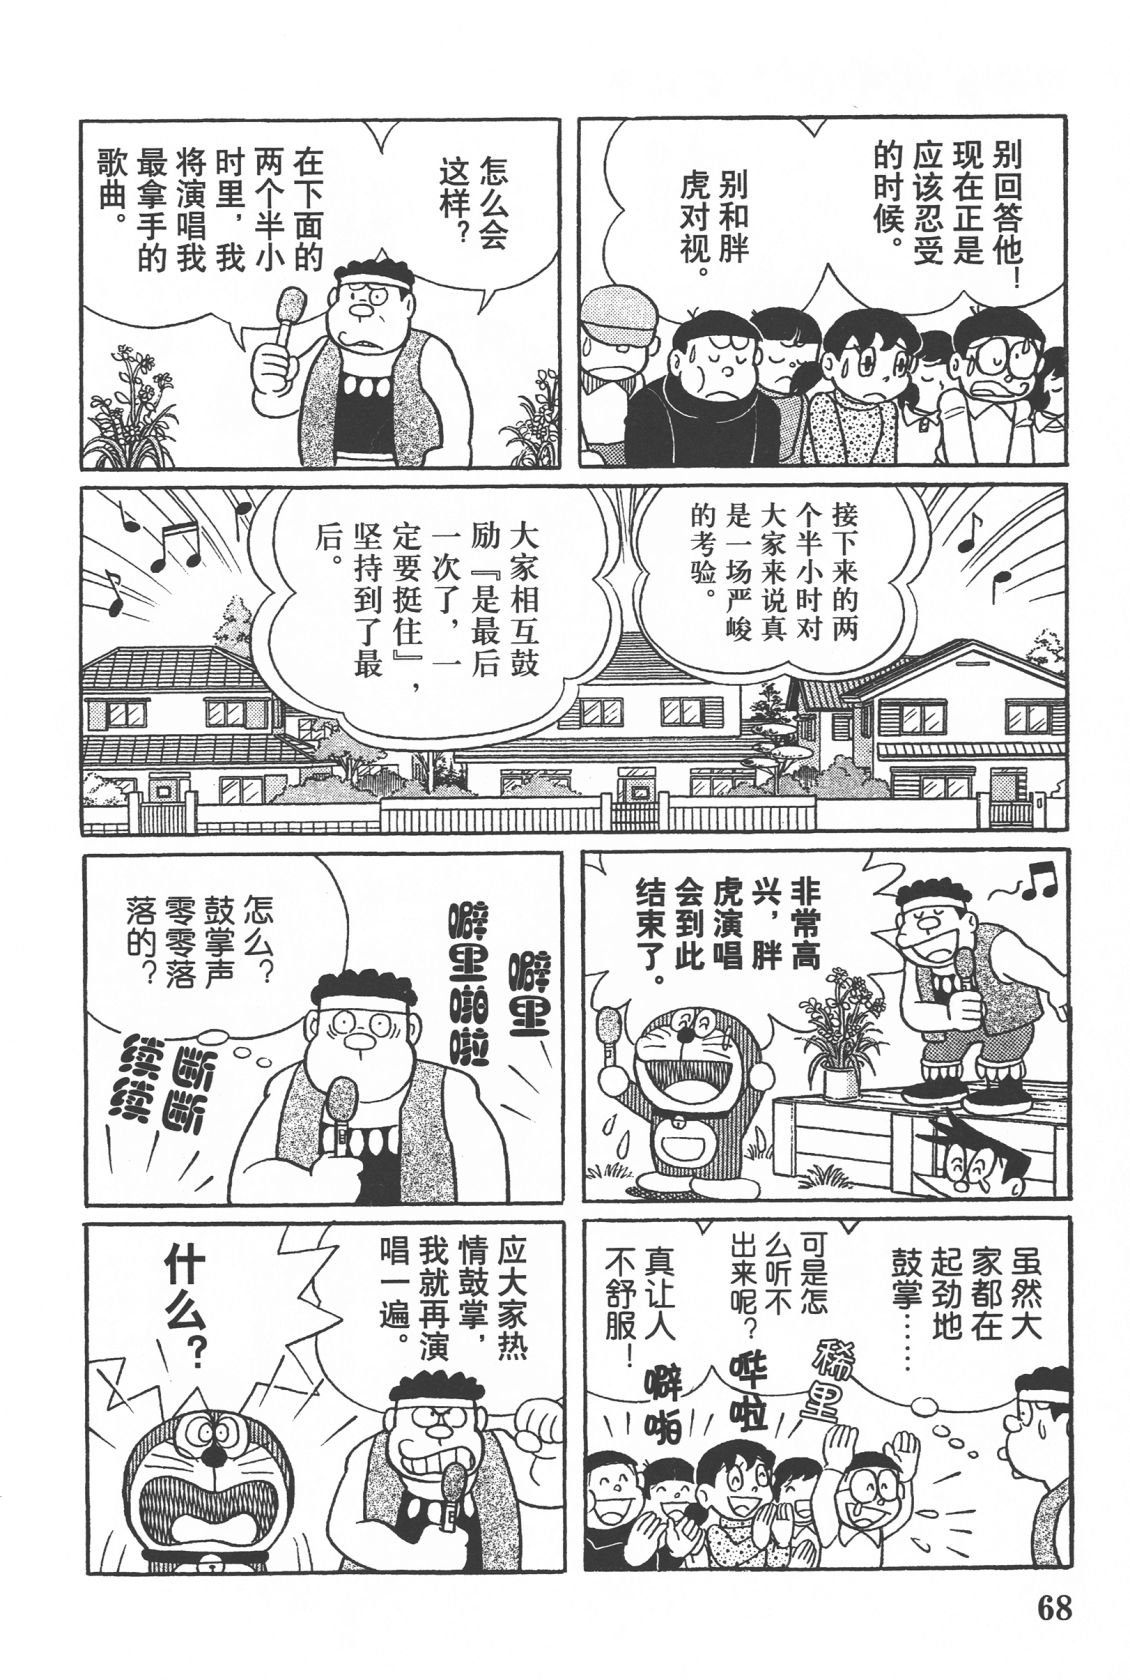 别回答他！
现在正是
应该忍受
的时候。
别和胖
虎对视。
怎么会
这样？
在下面的
两个半小
时里，我
将演唱我
最拿手的
歌曲。
接下来的两
个半小时对
大家来说真
是一场严峻
的考验。
大家相互鼓
励『是最后
一次了，一
定要挺住』，
坚持到了最
后。
非常高
兴，胖
虎演唱
会到此
结束了。
噼里
噼里啪啦
怎么？
鼓掌声
零零落
落的？
断断
续续
虽然大
家都在
起劲地
鼓掌……
可是怎
么听不
出来呢？
真让人
不舒服！
稀里
哗啦
噼啪
应大家热
情鼓掌，
我就再演
唱一遍。
什么？
68